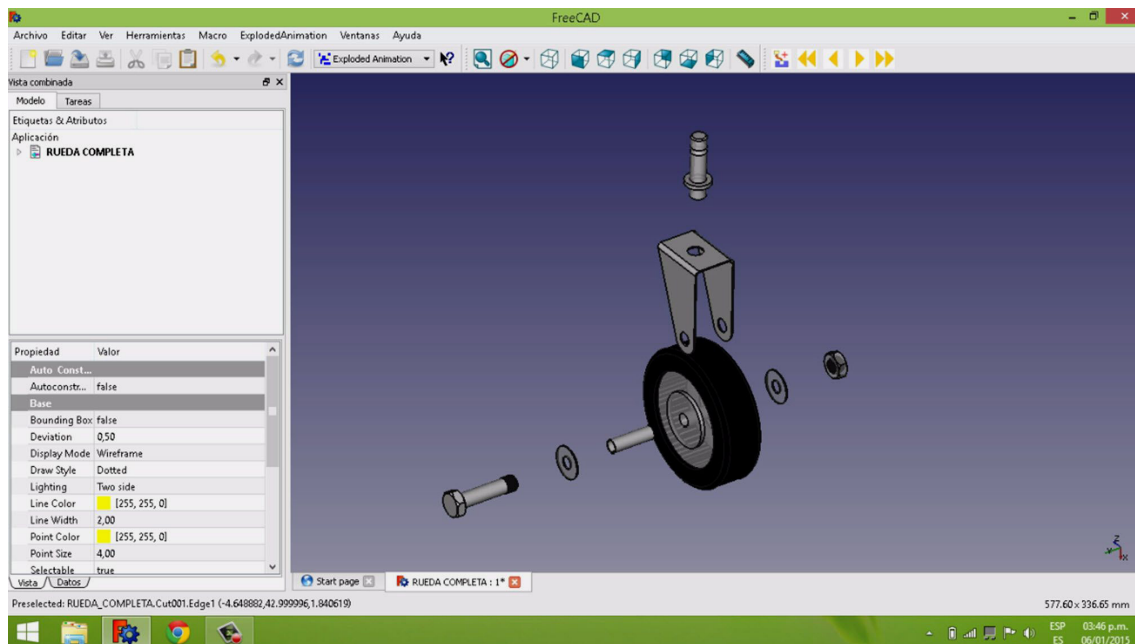 FreeCAD
Archivo Editar Ver Herramientas Macro ExplodedAnimation Ventanas Ayuda
Exploded Animation
Vista combinada
Modelo Tareas
Etiquetas & Atributos
Aplicación
RUEDA COMPLETA
Propiedad Valor
Auto Const...
Autoconstr... false
Base
Bounding Box false
Deviation 0,50
Display Mode Wireframe
Draw Style Dotted
Lighting Two side
Line Color [255, 255, 0]
Line Width 2,00
Point Color [255, 255, 0]
Point Size 4,00
Selectable true
Vista Datos
Start page RUEDA COMPLETA : 1*
Preselected: RUEDA_COMPLETA.Cut001.Edge1 (-4.648882,42.999996,1.840619) 577.60 x 336.65 mm
ESP 03:46 p.m.
ES 06/01/2015